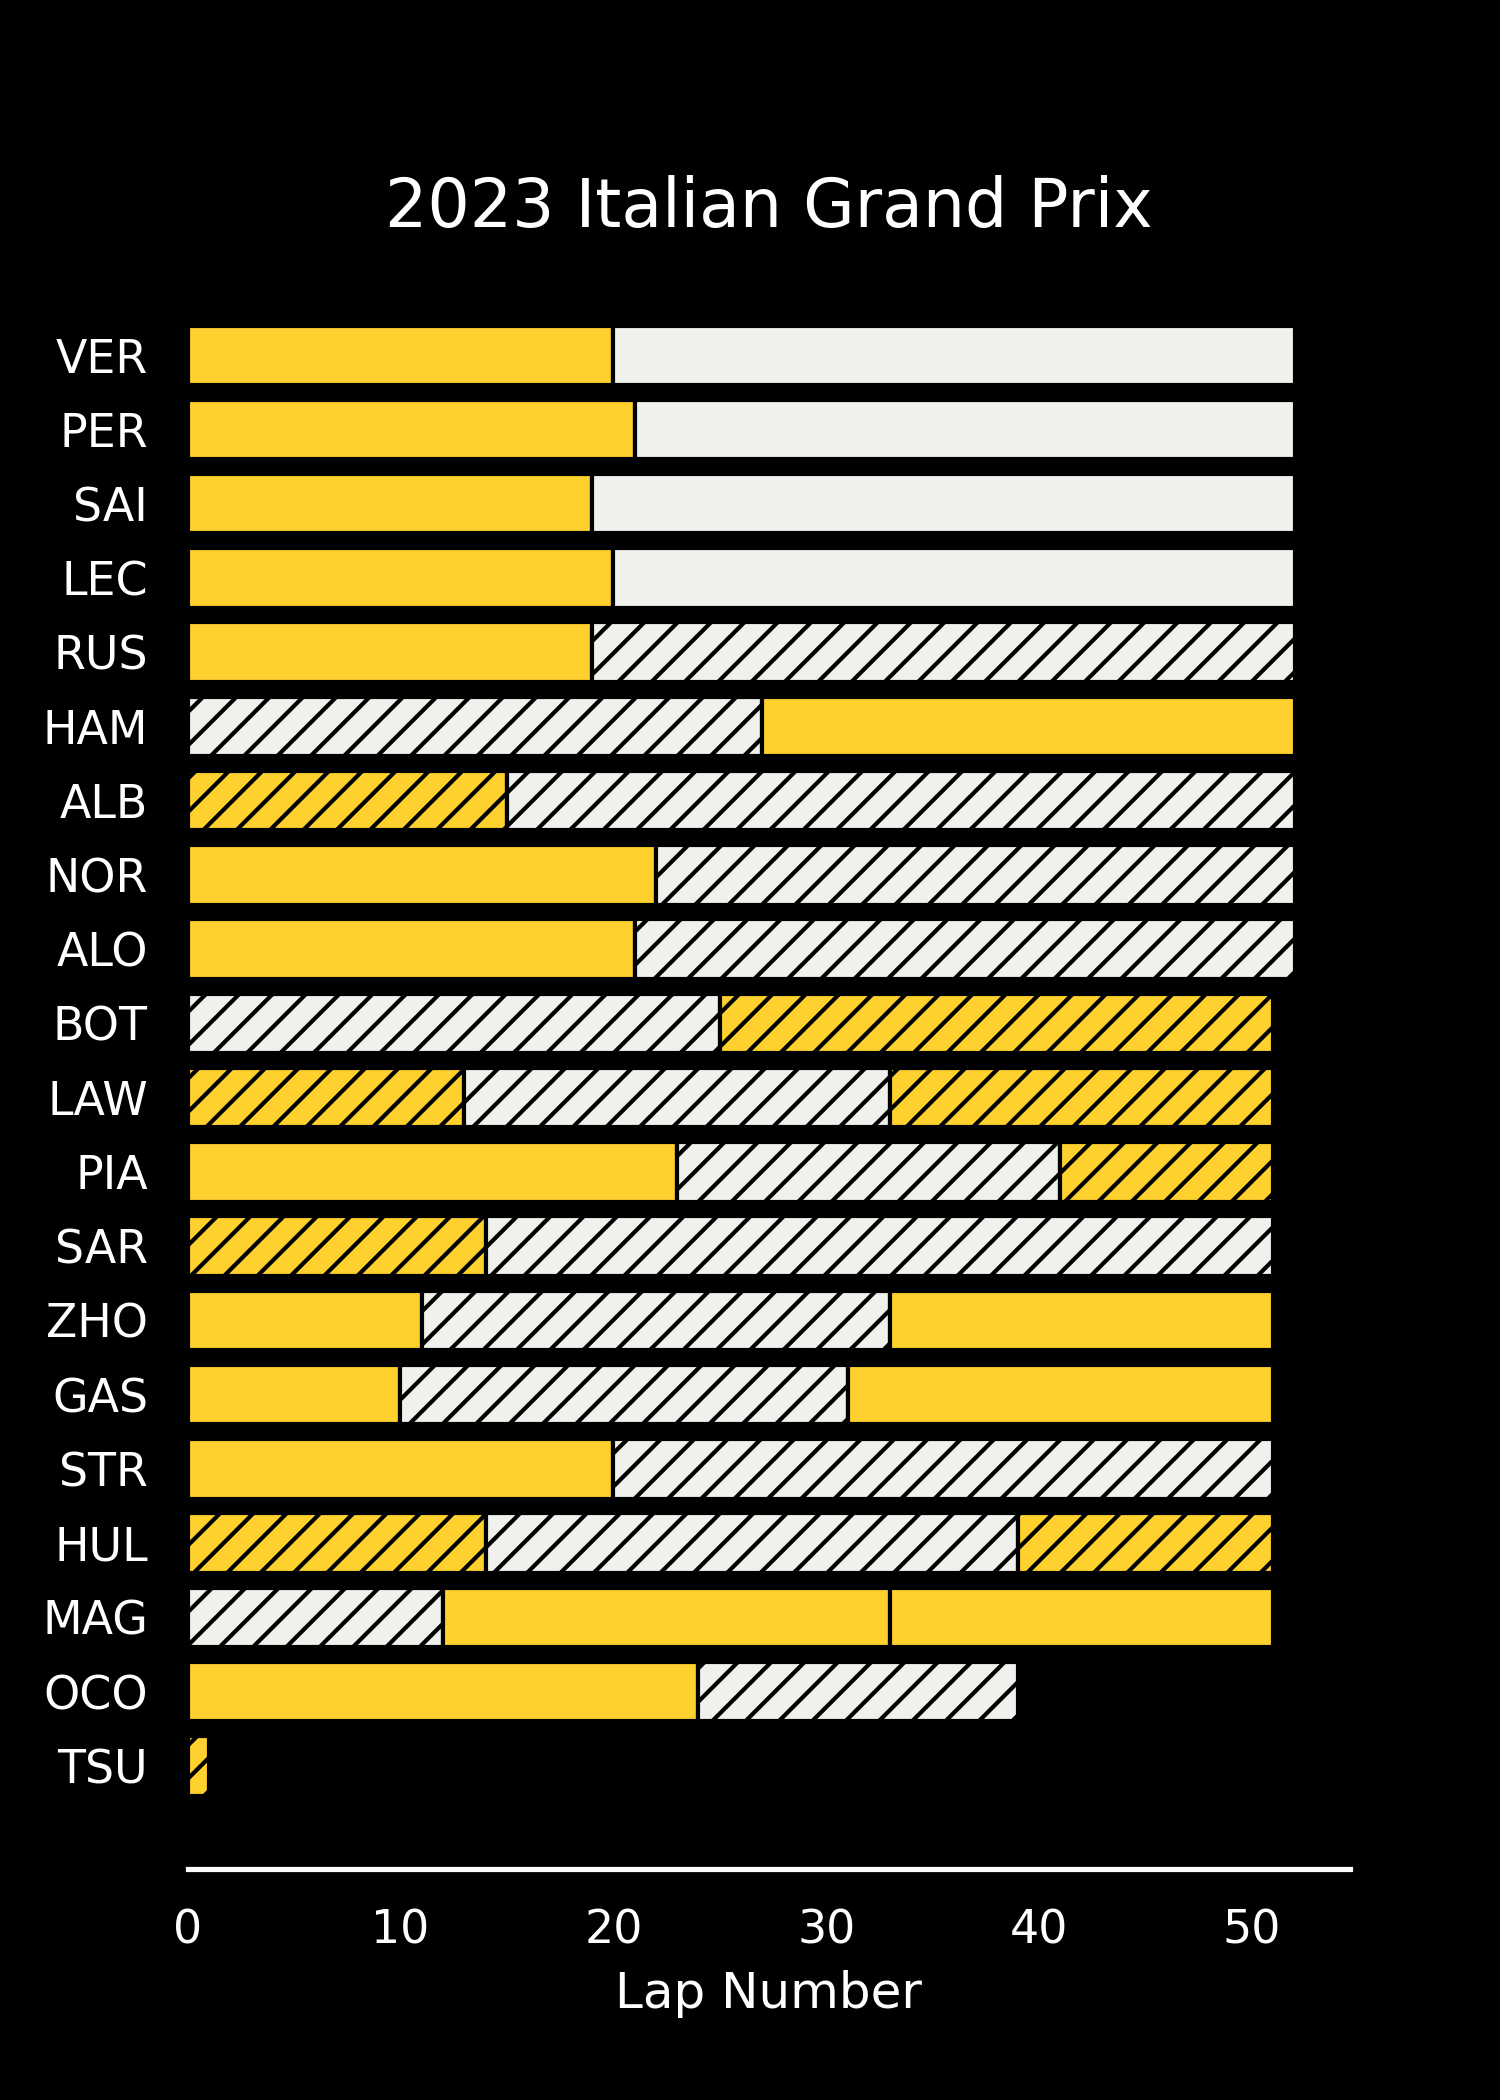 2023 Italian Grand Prix
VER
PER
SAI
LEC
RUS
HAM
ALB
NOR
ALO
BOT
LAW
PIA
SAR
ZHO
GAS
STR
HUL
MAG
OCO
TSU
0 10 20 30 40 50
Lap Number